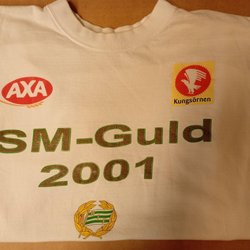 AXA
Kungsörnen
SM-Guld
2001